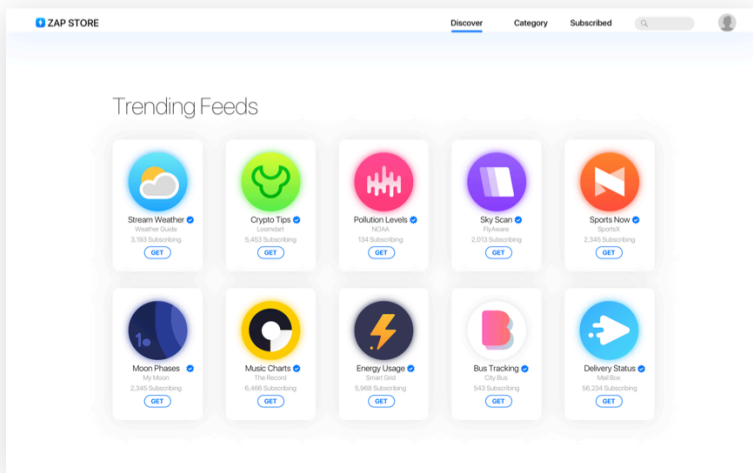 ZAP STORE
Discover Category Subscribed
Trending Feeds
Stream Weather
Weather Guide
3,193 Subscribing
GET
Crypto Tips
Loomdart
5,453 Subscribing
GET
Pollution Levels
NOAA
134 Subscribing
GET
Sky Scan
FlyAware
2,013 Subscribing
GET
Sports Now
SportsX
2,345 Subscribing
GET
1
Moon Phases
My Moon
2,345 Subscribing
GET
Music Charts
The Record
6,466 Subscribing
GET
Energy Usage
Smart Grid
5,968 Subscribing
GET
B
Bus Tracking
City Bus
543 Subscribing
GET
Delivery Status
Mail Box
56,234 Subscribing
GET